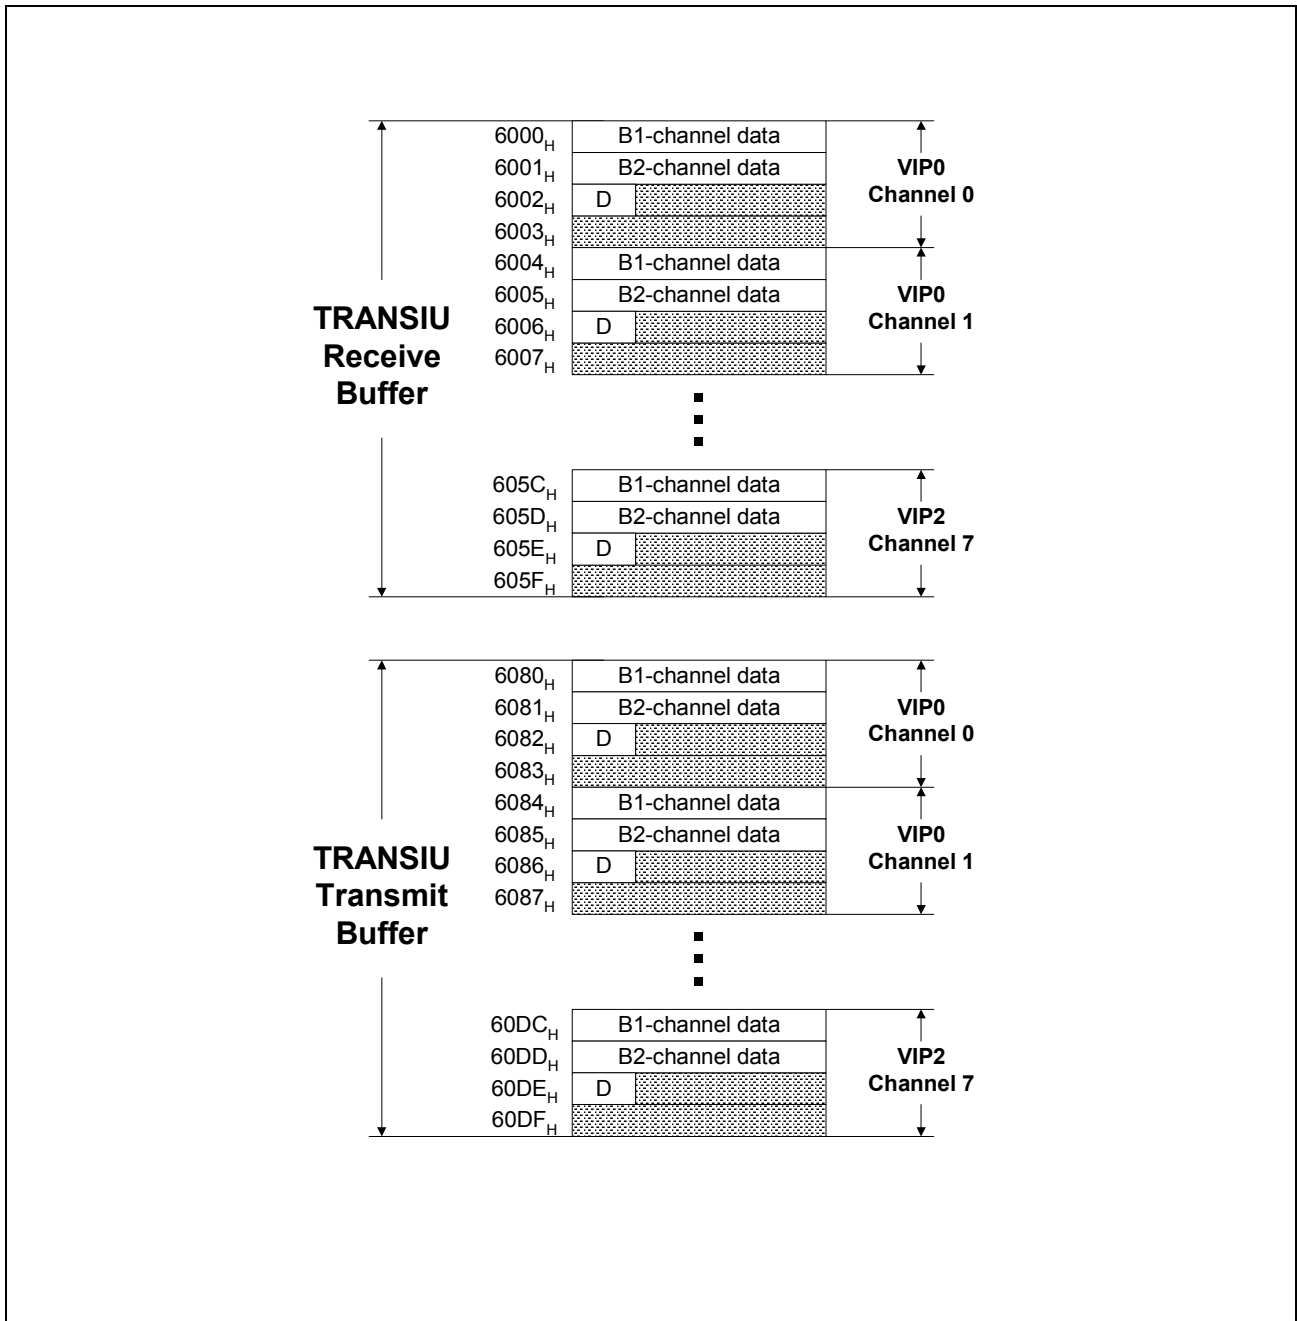 TRANSIU
Receive
Buffer
6000H B1-channel data
6001H B2-channel data
6002H D
6003H
VIP0
Channel 0
6004H B1-channel data
6005H B2-channel data
6006H D
6007H
VIP0
Channel 1
605CH B1-channel data
605DH B2-channel data
605EH D
605FH
VIP2
Channel 7
TRANSIU
Transmit
Buffer
6080H B1-channel data
6081H B2-channel data
6082H D
6083H
VIP0
Channel 0
6084H B1-channel data
6085H B2-channel data
6086H D
6087H
VIP0
Channel 1
60DCH B1-channel data
60DDH B2-channel data
60DEH D
60DFH
VIP2
Channel 7